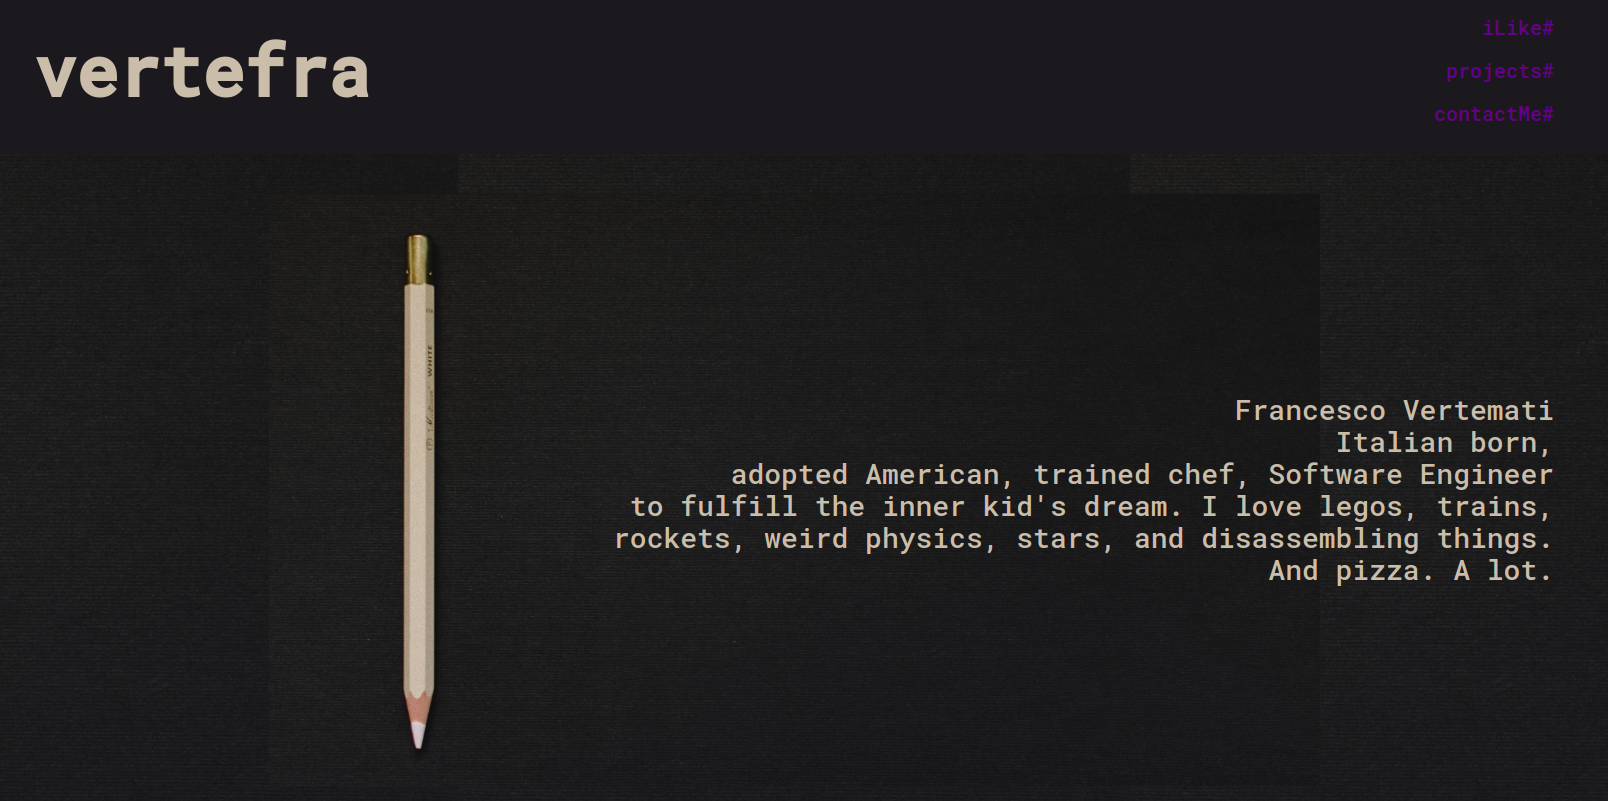 vertefra
iLike#
projects#
contactMe#
WHITE
Francesco Vertemati
Italian born,
adopted American, trained chef, Software Engineer
to fulfill the inner kid's dream. I love legos, trains,
rockets, weird physics, stars, and disassembling things.
And pizza. A lot.